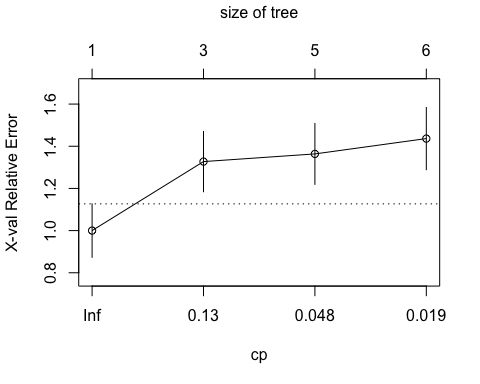 size of tree
1 3 5 6
X-val Relative Error
1.6
1.4
1.2
1.0
0.8
Inf 0.13 0.048 0.019
cp